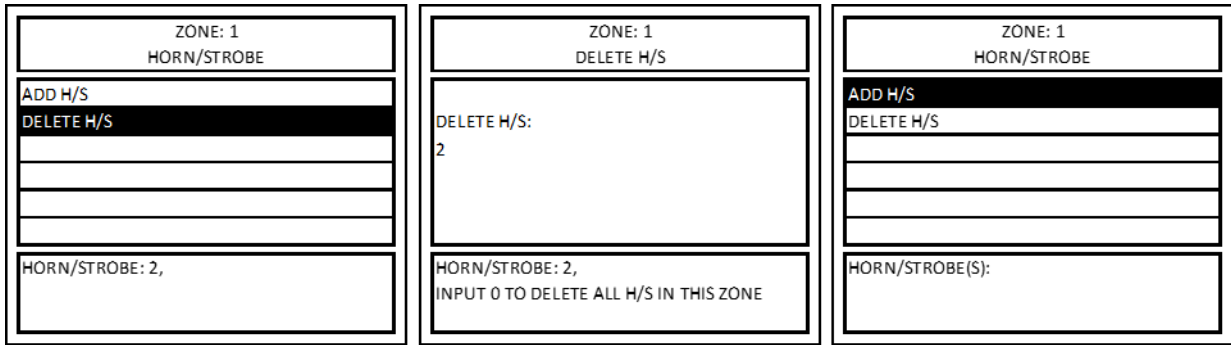 ZONE: 1
HORN/STROBE
ADD H/S
DELETE H/S
HORN/STROBE: 2,
ZONE: 1
DELETE H/S
DELETE H/S:
2
HORN/STROBE: 2,
INPUT 0 TO DELETE ALL H/S IN THIS ZONE
ZONE: 1
HORN/STROBE
ADD H/S
DELETE H/S
HORN/STROBE(S):